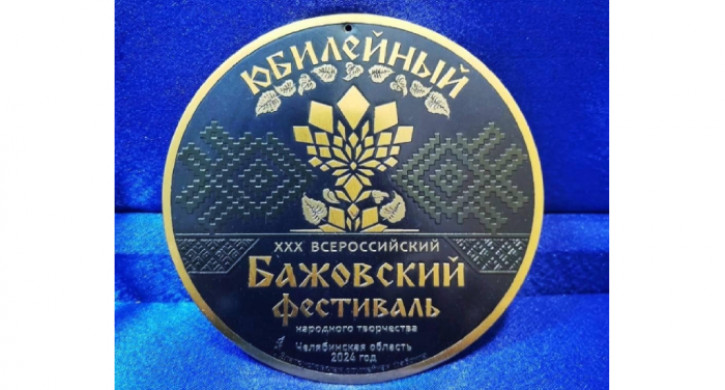 ЮБИЛЕЙНЫЙ
XXX ВСЕРОССИЙСКИЙ
БАЖОВСКИЙ
ФЕСТИВАЛЬ
народного творчества
Челябинская область
2024 год